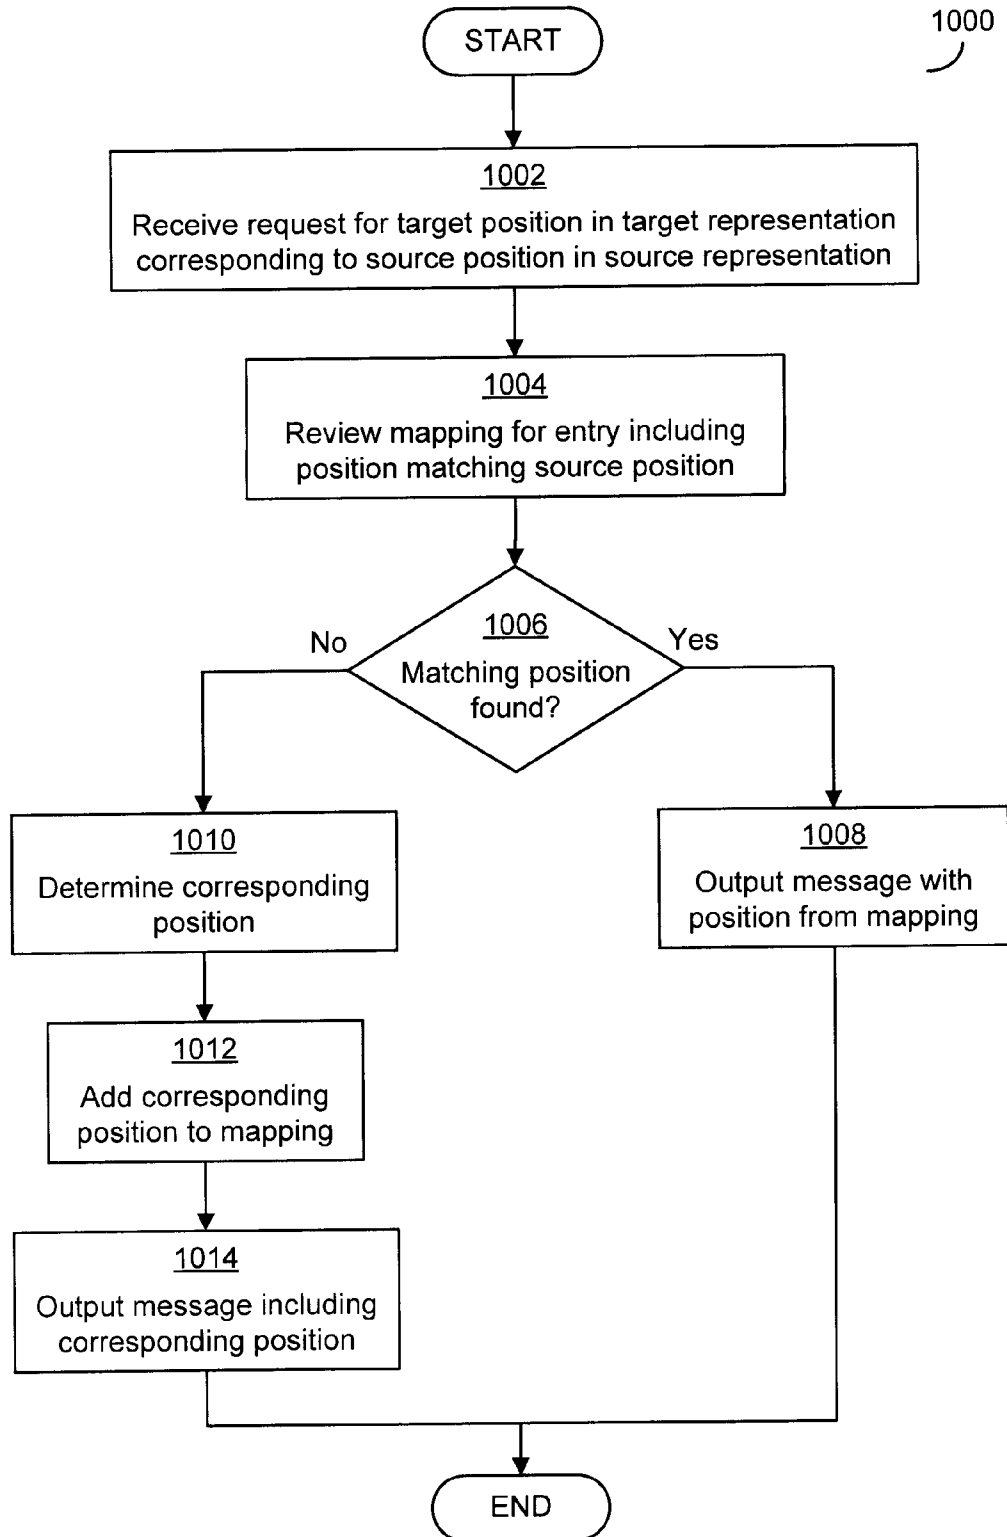 START
1000
1002
Receive request for target position in target representation
corresponding to source position in source representation
1004
Review mapping for entry including
position matching source position
1006
Matching position
found?
No
Yes
1010
Determine corresponding
position
1008
Output message with
position from mapping
1012
Add corresponding
position to mapping
1014
Output message including
corresponding position
END